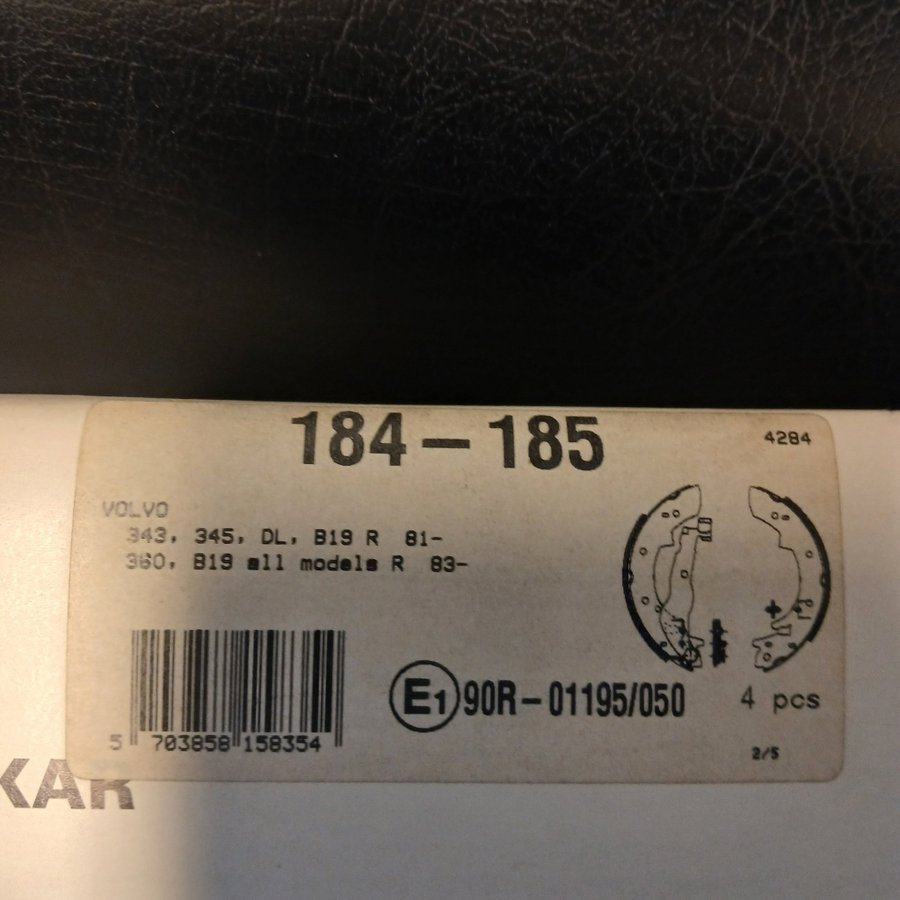 184-185
4284
VOLVO
343, 345, DL, B19 R 81-
360, B19 all models R 83-
E1 90R-01195/050
4 pcs
5 703858 158354
2/5
KAR